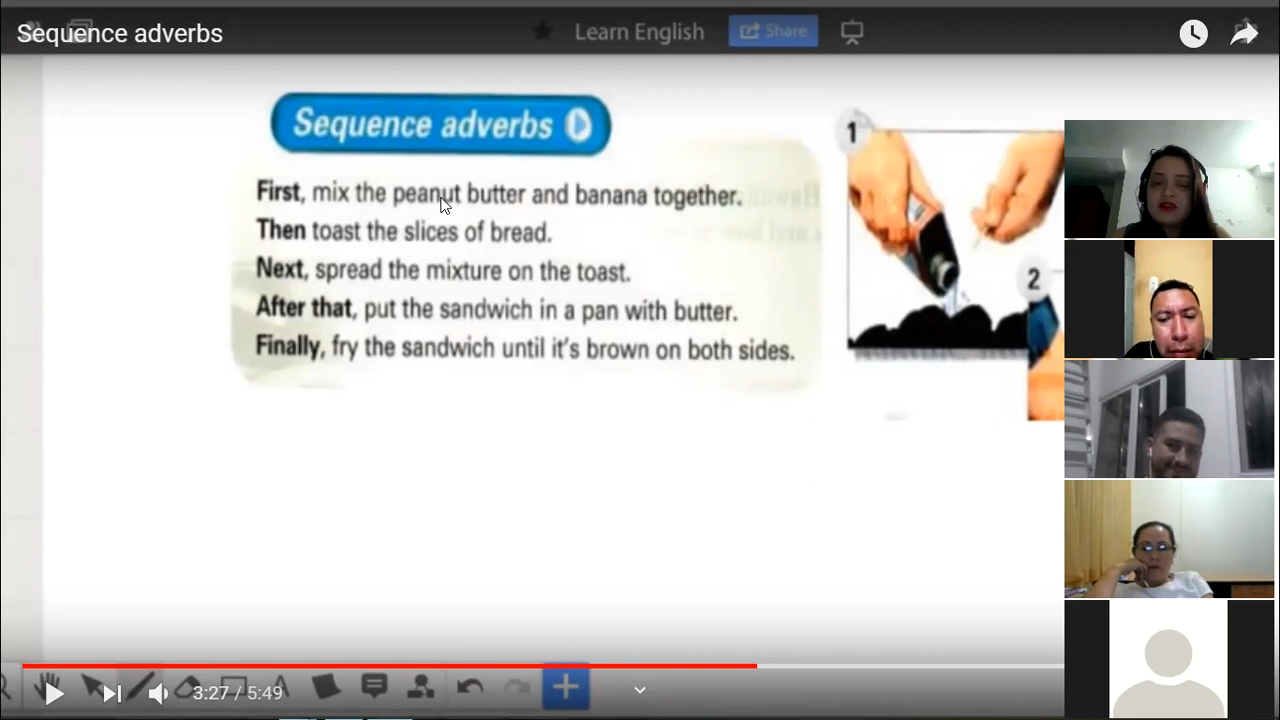 Sequence adverbs
Learn English
Share
Sequence adverbs
First, mix the peanut butter and banana together.
Then toast the slices of bread.
Next, spread the mixture on the toast.
After that, put the sandwich in a pan with butter.
Finally, fry the sandwich until it's brown on both sides.
1
2
3:27 / 5:49